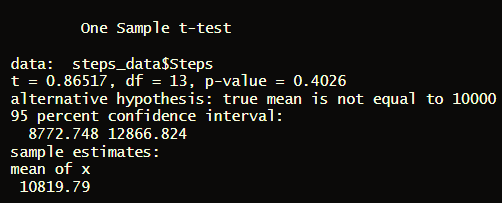 One Sample t-test
data: steps_data$Steps
t = 0.86517, df = 13, p-value = 0.4026
alternative hypothesis: true mean is not equal to 10000
95 percent confidence interval:
8772.748 12866.824
sample estimates:
mean of x
10819.79